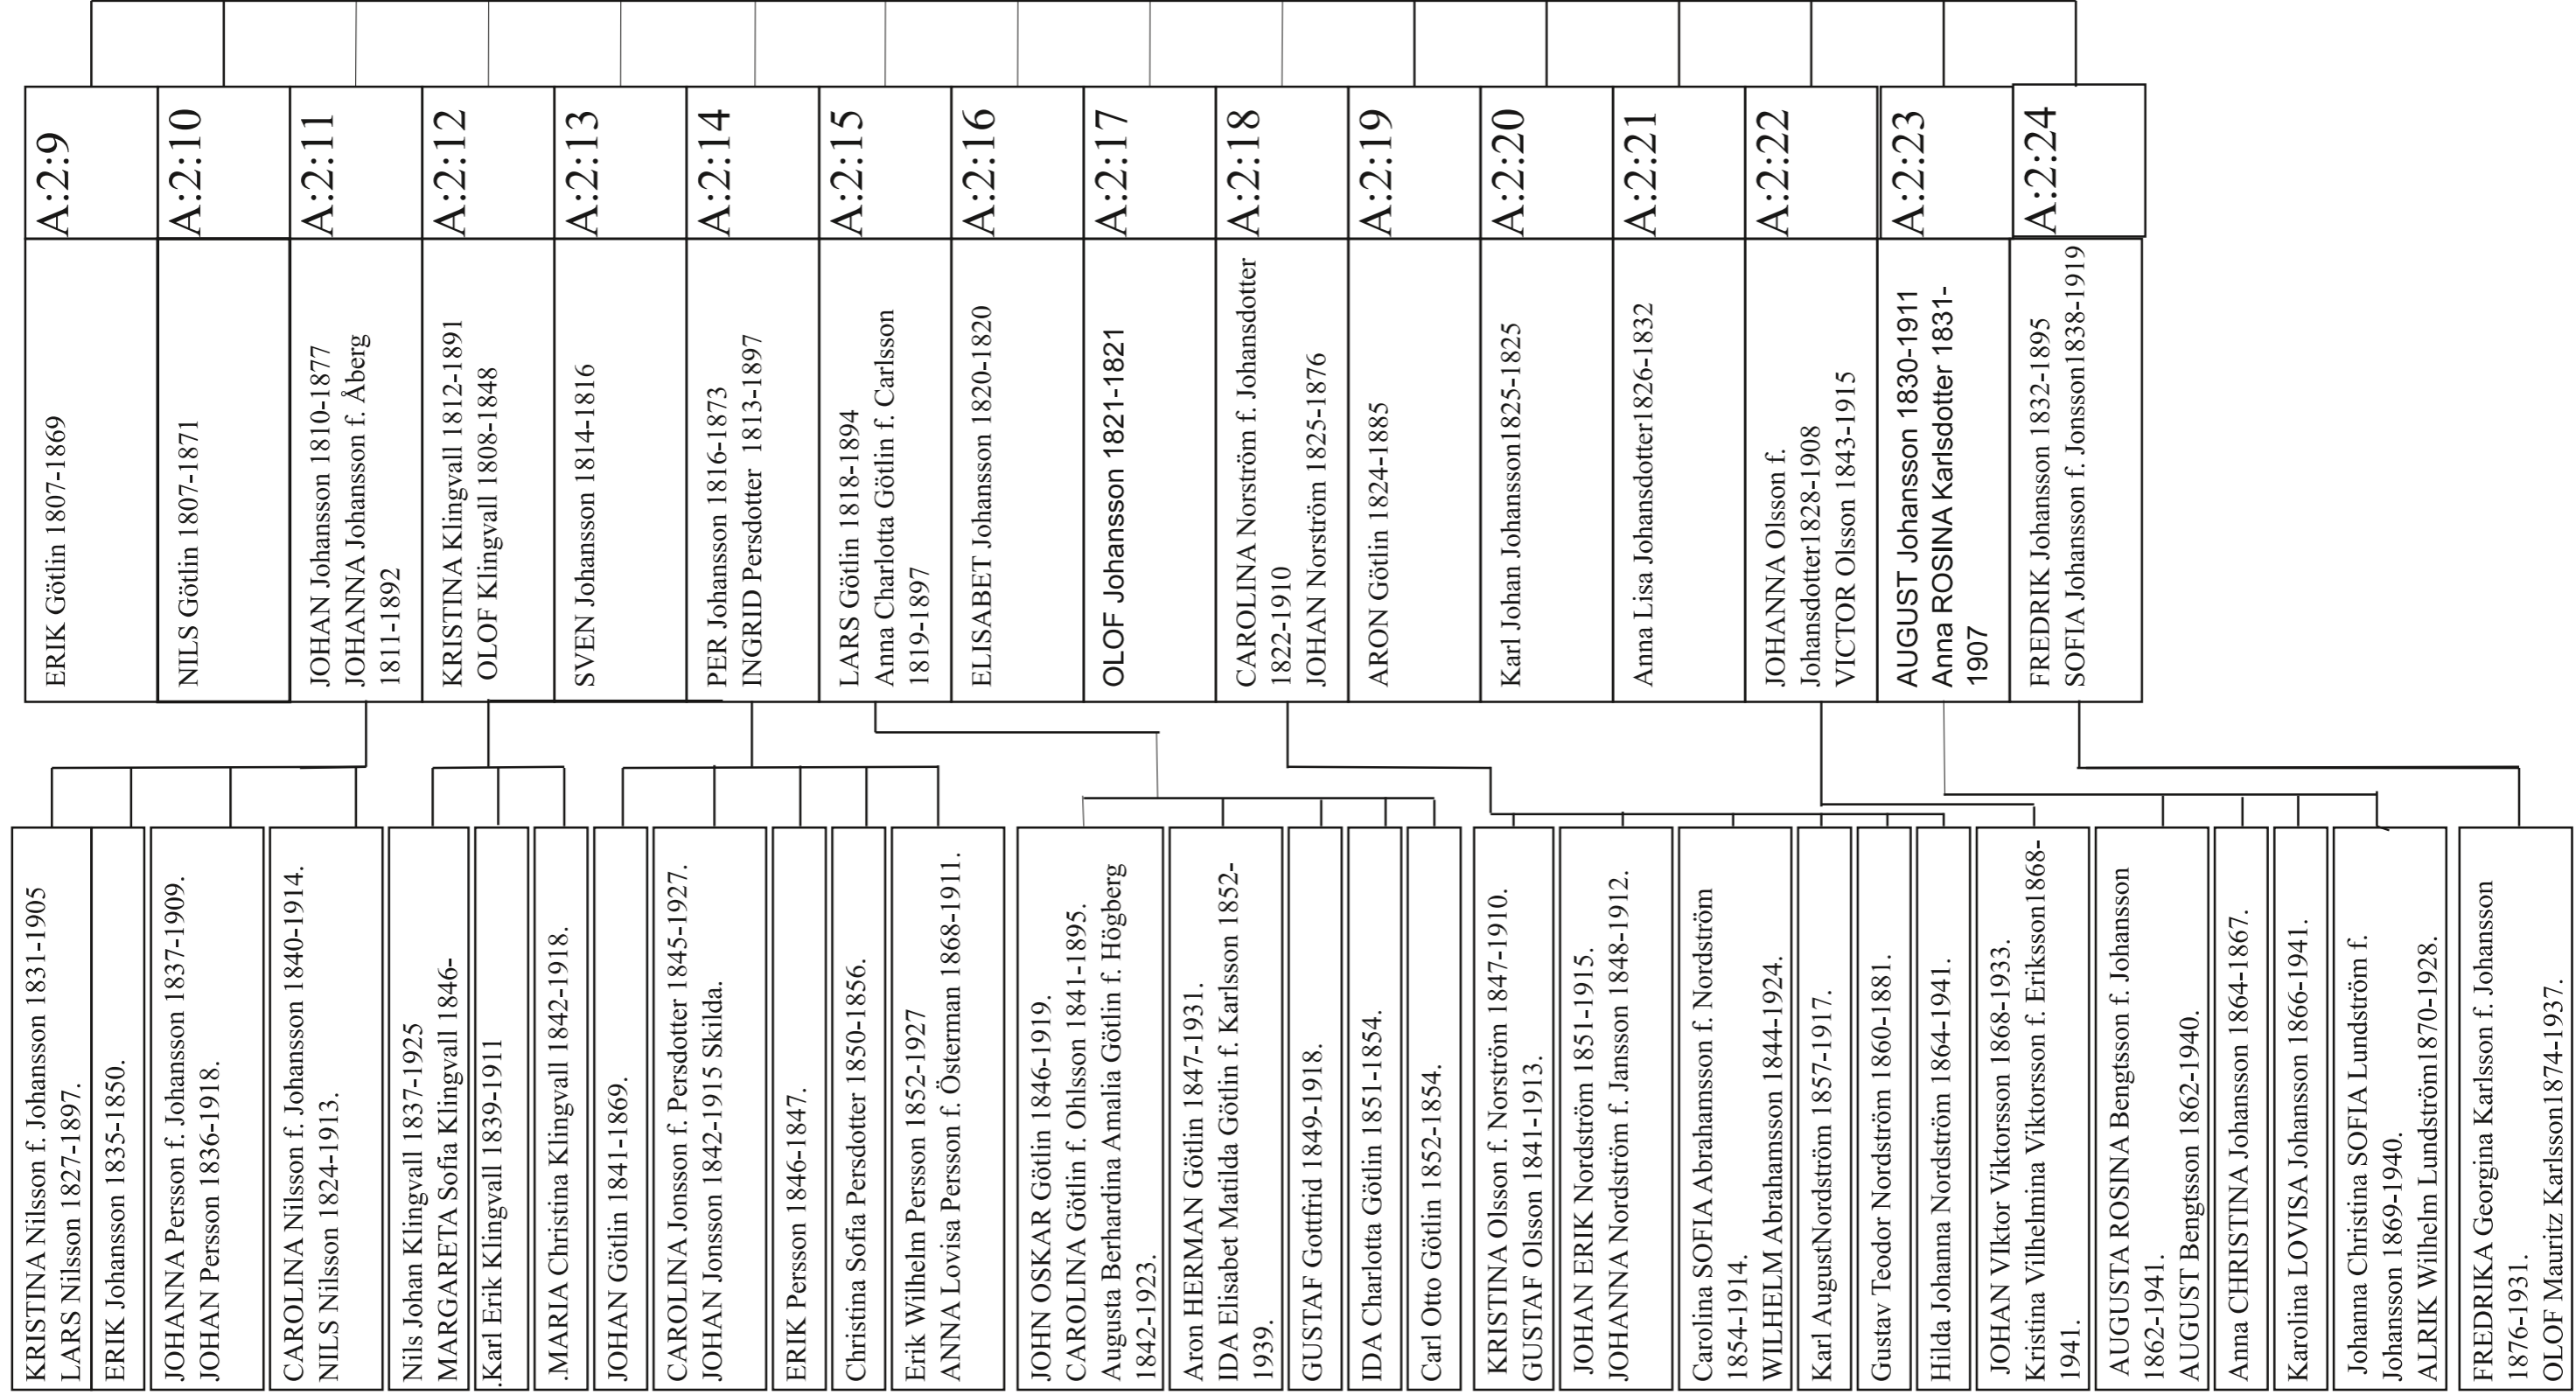 A:2:9
A:2:10
A:2:11
A:2:12
A:2:13
A:2:14
A:2:15
A:2:16
A:2:17
A:2:18
A:2:19
A:2:20
A:2:21
A:2:22
A:2:23
A:2:24
ERIK Götlin 1807-1869
NILS Götlin 1807-1871
JOHAN Johansson 1810-1877
JOHANNA Johansson f. Åberg
1811-1892
KRISTINA Klingvall 1812-1891
OLOF Klingvall 1808-1848
SVEN Johansson 1814-1816
PER Johansson 1816-1873
INGRID Persdotter 1813-1897
LARS Götlin 1818-1894
Anna Charlotta Götlin f. Carlsson
1819-1897
ELISABET Johansson 1820-1820
OLOF Johansson 1821-1821
CAROLINA Norström f. Johansdotter
1822-1910
JOHAN Norström 1825-1876
ARON Götlin 1824-1885
Karl Johan Johansson1825-1825
Anna Lisa Johansdotter1826-1832
JOHANNA Olsson f.
Johansdotter1828-1908
VICTOR Olsson 1843-1915
AUGUST Johansson 1830-1911
Anna ROSINA Karlsdotter 1831-
1907
FREDRIK Johansson 1832-1895
SOFIA Johansson f. Jonsson1838-1919
KRISTINA Nilsson f. Johansson 1831-1905
LARS Nilsson 1827-1897.
ERIK Johansson 1835-1850.
JOHANNA Persson f. Johansson 1837-1909.
JOHAN Persson 1836-1918.
CAROLINA Nilsson f. Johansson 1840-1914.
NILS Nilsson 1824-1913.
Nils Johan Klingvall 1837-1925
MARGARETA Sofia Klingvall 1846-
.Karl Erik Klingvall 1839-1911
.MARIA Christina Klingvall 1842-1918.
JOHAN Götlin 1841-1869.
CAROLINA Jonsson f. Persdotter 1845-1927.
JOHAN Jonsson 1842-1915 Skilda.
ERIK Persson 1846-1847.
Christina Sofia Persdotter 1850-1856.
Erik Wilhelm Persson 1852-1927
ANNA Lovisa Persson f. Österman 1868-1911.
JOHN OSKAR Götlin 1846-1919.
CAROLINA Götlin f. Ohlsson 1841-1895.
Augusta Berhardina Amalia Götlin f. Högberg
1842-1923.
Aron HERMAN Götlin 1847-1931.
IDA Elisabet Matilda Götlin f. Karlsson 1852-
1939.
GUSTAF Gottfrid 1849-1918.
IDA Charlotta Götlin 1851-1854.
Carl Otto Götlin 1852-1854.
KRISTINA Olsson f. Norström 1847-1910.
GUSTAF Olsson 1841-1913.
JOHAN ERIK Nordström 1851-1915.
JOHANNA Nordström f. Jansson 1848-1912.
Carolina SOFIA Abrahamsson f. Nordström
1854-1914.
WILHELM Abrahamsson 1844-1924.
Karl AugustNordström 1857-1917.
Gustav Teodor Nordström 1860-1881.
Hilda Johanna Nordström 1864-1941.
JOHAN VIktor Viktorsson 1868-1933.
Kristina Vilhelmina Viktorsson f. Eriksson1868-
1941.
AUGUSTA ROSINA Bengtsson f. Johansson
1862-1941.
AUGUST Bengtsson 1862-1940.
Anna CHRISTINA Johansson 1864-1867.
Karolina LOVISA Johansson 1866-1941.
Johanna Christina SOFIA Lundström f.
Johansson 1869-1940.
ALRIK Wilhelm Lundström1870-1928.
FREDRIKA Georgina Karlsson f. Johansson
1876-1931.
OLOF Mauritz Karlsson1874-1937.